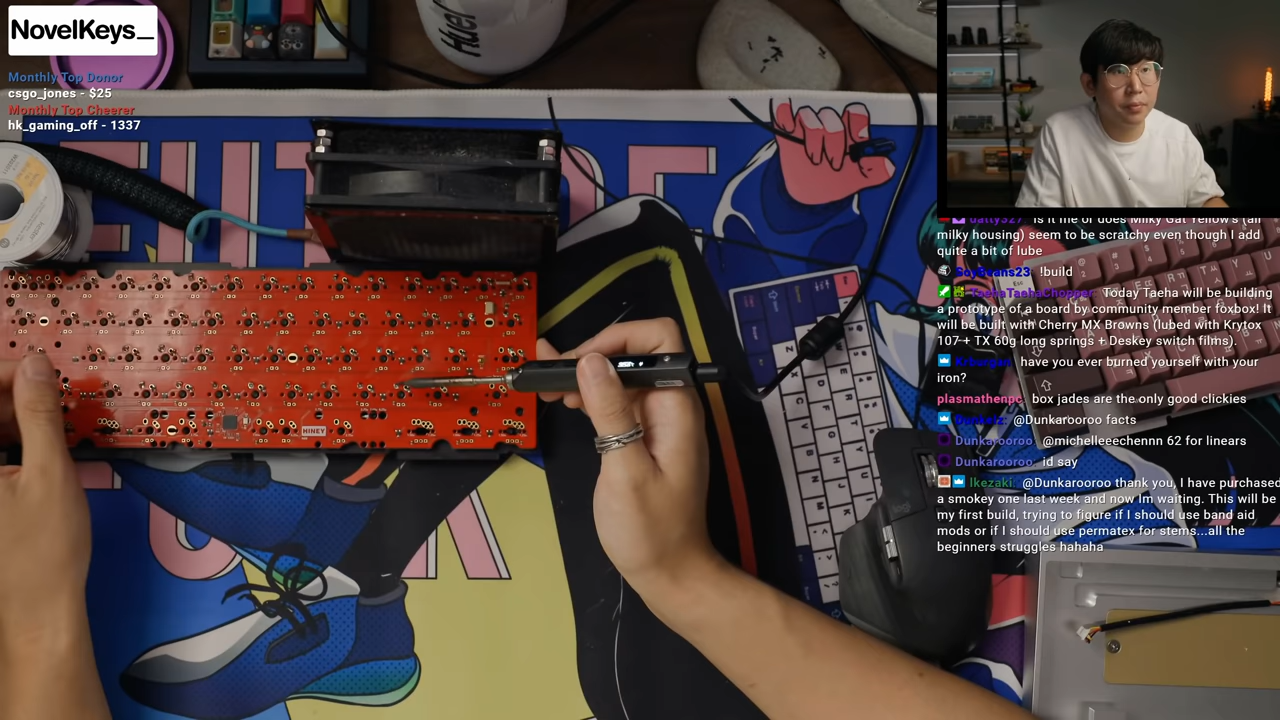 NovelKeys_
Monthly Top Donor
csgo_jones - $25
Monthly Top Cheerer
hk_gaming_off - 1337
Huel
HINEY
is it me or does Milky Gat Yellow's (all
milky housing) seem to be scratchy even though I add
quite a bit of lube
SoyBeans23: !build
TaehaTaehaChopper: Today Taeha will be building
a prototype of a board by community member foxbox! It
will be built with Cherry MX Browns (lubed with Krytox
107 + TX 60g long springs + Deskey switch films).
have you ever burned yourself with your
iron?
plasmathenpc: box jades are the only good clickies
@Dunkarooroo facts
Dunkarooroo: @michelleechennn 62 for linears
Dunkarooroo: id say
Ikezaki: @Dunkarooroo thank you, I have purchased
a smokey one last week and now Im waiting. This will be
my first build, trying to figure if I should use band aid
mods or if I should use permatex for stems...all the
beginners struggles hahaha